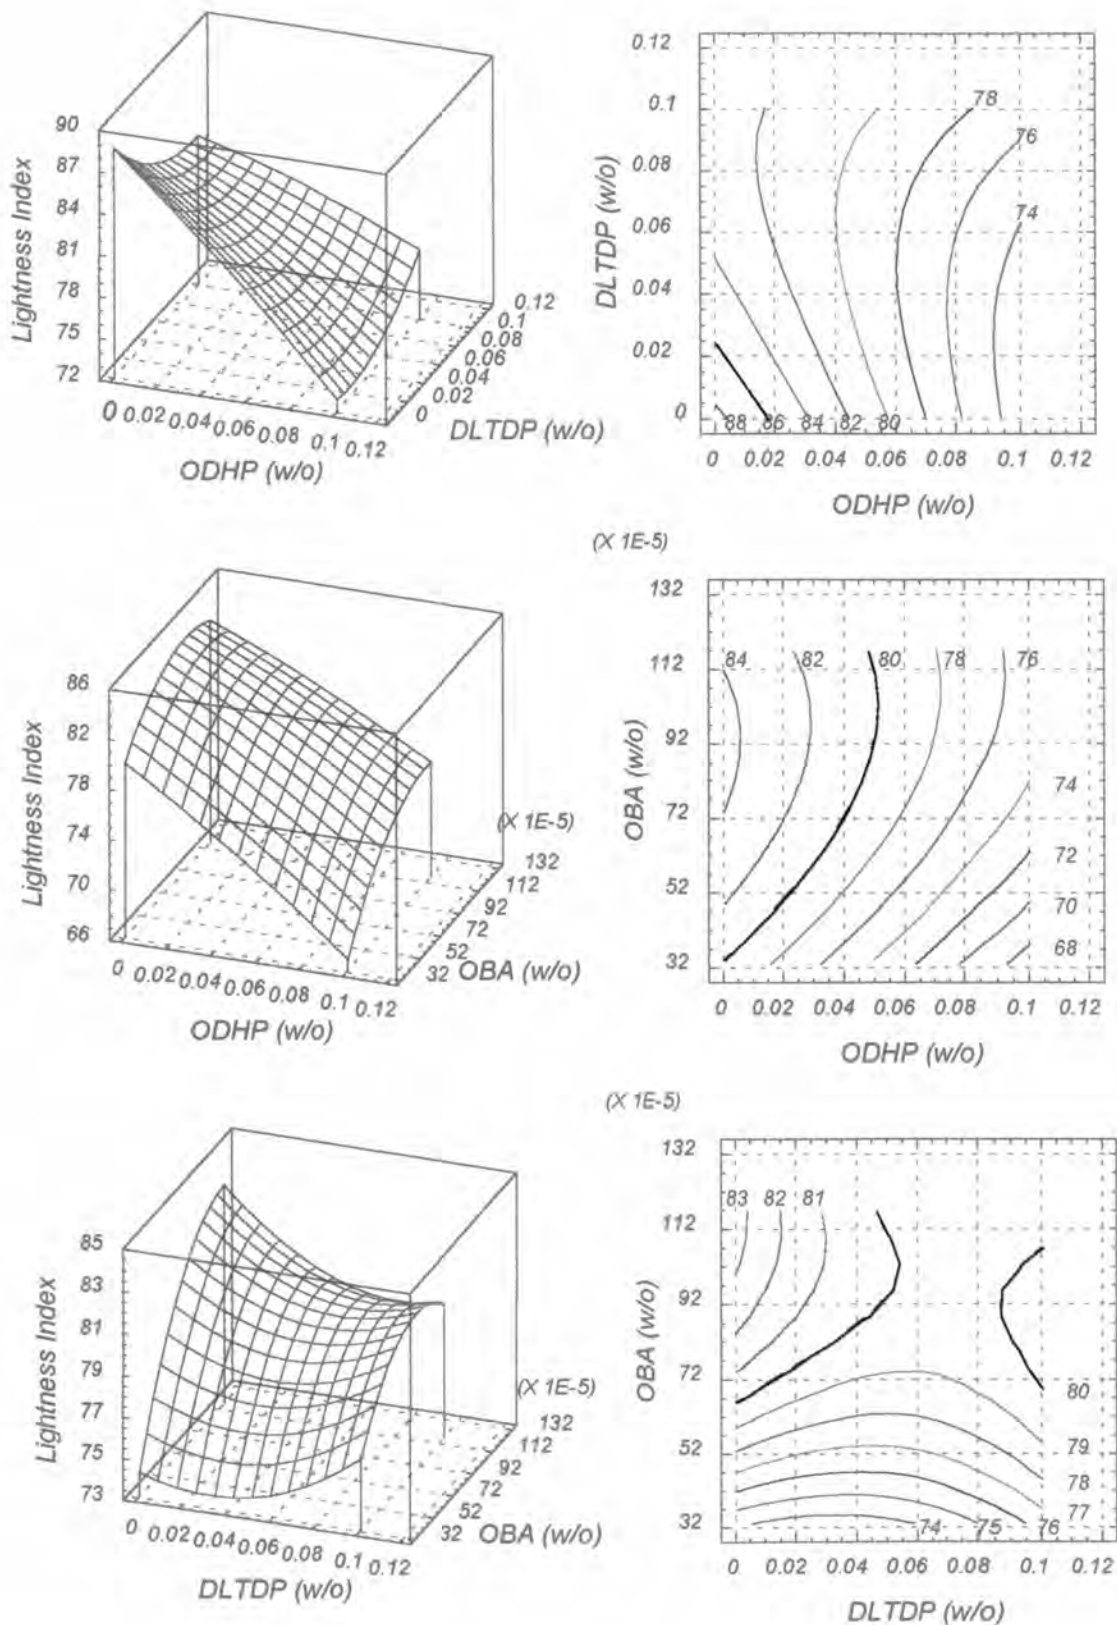 90
87
84
81
78
75
72
Lightness Index
0 0.02 0.04 0.06 0.08 0.1 0.12
ODHP (w/o)
0.12
0.1
0.08
0.06
0.04
0.02
0
DLTDP (w/o)
0.12
0.1
0.08
0.06
0.04
0.02
0
DLTDP (w/o)
78
76
74
88 86 84 82 80
0 0.02 0.04 0.06 0.08 0.1 0.12
ODHP (w/o)
86
82
78
74
70
66
Lightness Index
0 0.02 0.04 0.06 0.08 0.1 0.12
ODHP (w/o)
(X 1E-5)
132
112
92
72
52
32
OBA (w/o)
(X 1E-5)
132
112
92
72
52
32
OBA (w/o)
84 82 80 78 76
74
72
70
68
0 0.02 0.04 0.06 0.08 0.1 0.12
ODHP (w/o)
85
83
81
79
77
75
73
Lightness Index
0 0.02 0.04 0.06 0.08 0.1 0.12
DLTDP (w/o)
(X 1E-5)
132
112
92
72
52
32
OBA (w/o)
(X 1E-5)
132
112
92
72
52
32
OBA (w/o)
83 82 81
80
79
78
77
74 75 76
0 0.02 0.04 0.06 0.08 0.1 0.12
DLTDP (w/o)